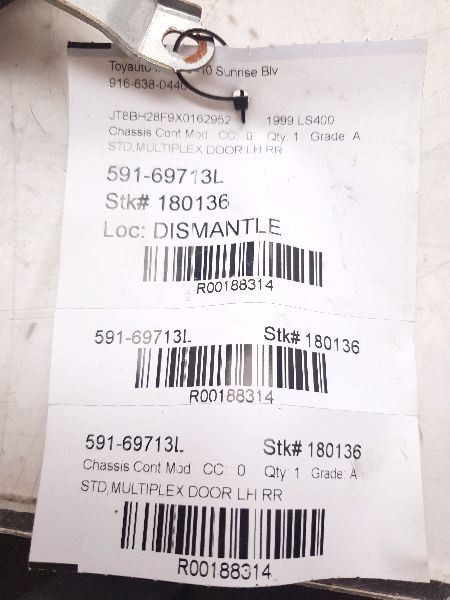 Toyauto 10 Sunrise Blv
916-638-0440
JT8BH28F9X0162952 1999 LS400
Chassis Cont Mod CC: 0 Qty 1 Grade: A
STD,MULTIPLEX DOOR LH RR
591-69713L
Stk# 180136
Loc: DISMANTLE
R00188314
591-69713L Stk# 180136
R00188314
591-69713L Stk# 180136
Chassis Cont Mod CC: 0 Qty 1 Grade: A
STD,MULTIPLEX DOOR LH RR
R00188314